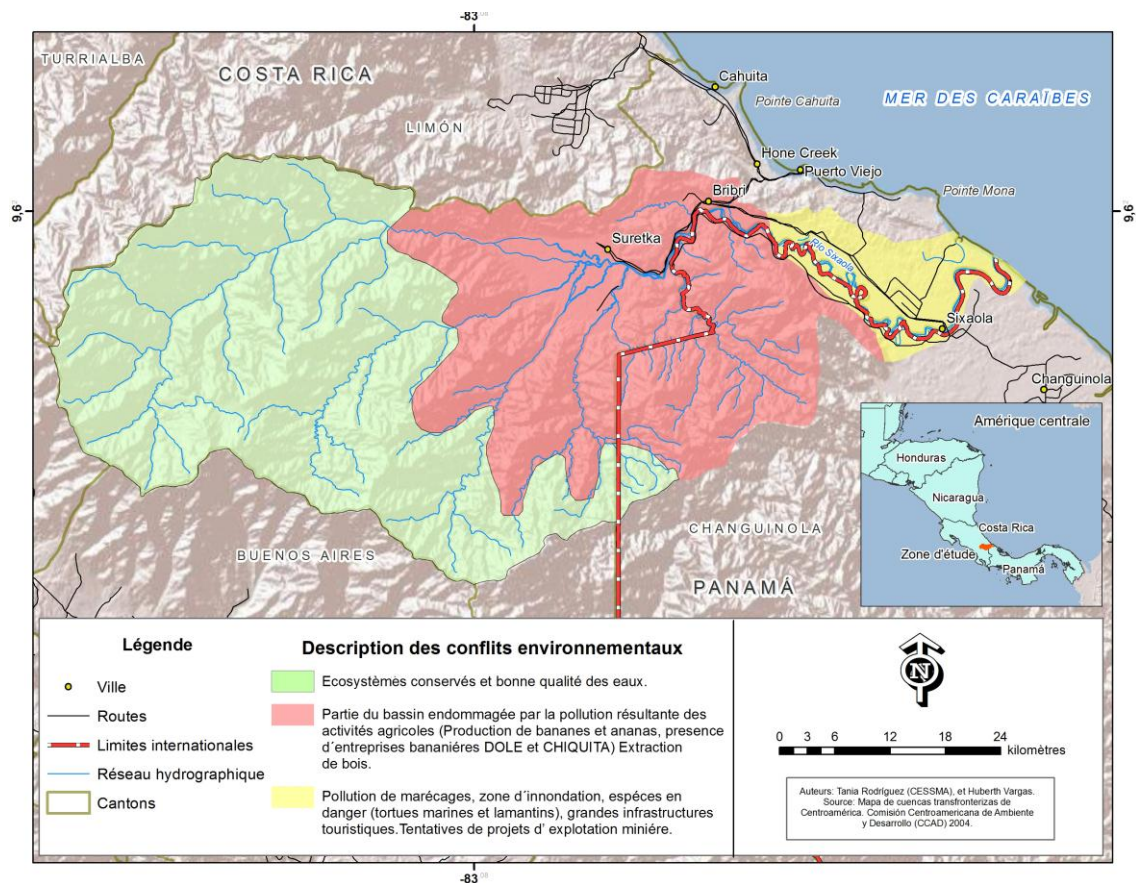 -83.08
TURRIALBA
COSTA RICA
LIMÓN
Cahuita
Pointe Cahuita
MER DES CARAÏBES
Hone Creek
Puerto Viejo
Bribri
Pointe Mona
9,6°
9,6°
Suretka
Rio Sixaola
Sixaola
Changuinola
Amérique centrale
Honduras
Nicaragua
Costa Rica
Zone d'étude
Panamá
CHANGUINOLA
BUENOS AIRES
PANAMÁ
Légende
Ville
Routes
Limites internationales
Réseau hydrographique
Cantons
Description des conflits environnementaux
Ecosystèmes conservés et bonne qualité des eaux.
Partie du bassin endommagée par la pollution résultante des
activités agricoles (Production de bananes et ananas, presence
d´entreprises bananiéres DOLE et CHIQUITA) Extraction
de bois.
Pollution de marécages, zone d´innondation, espéces en
danger (tortues marines et lamantins), grandes infrastructures
touristiques.Tentatives de projets d' explotation miniére.
N
0 3 6 12 18 24
kilomètres
Auteurs: Tania Rodríguez (CESSMA), et Huberth Vargas.
Source: Mapa de cuencas transfronterizas de
Centroamérica. Comisión Centroamericana de Ambiente
y Desarrollo (CCAD) 2004.
-83.08